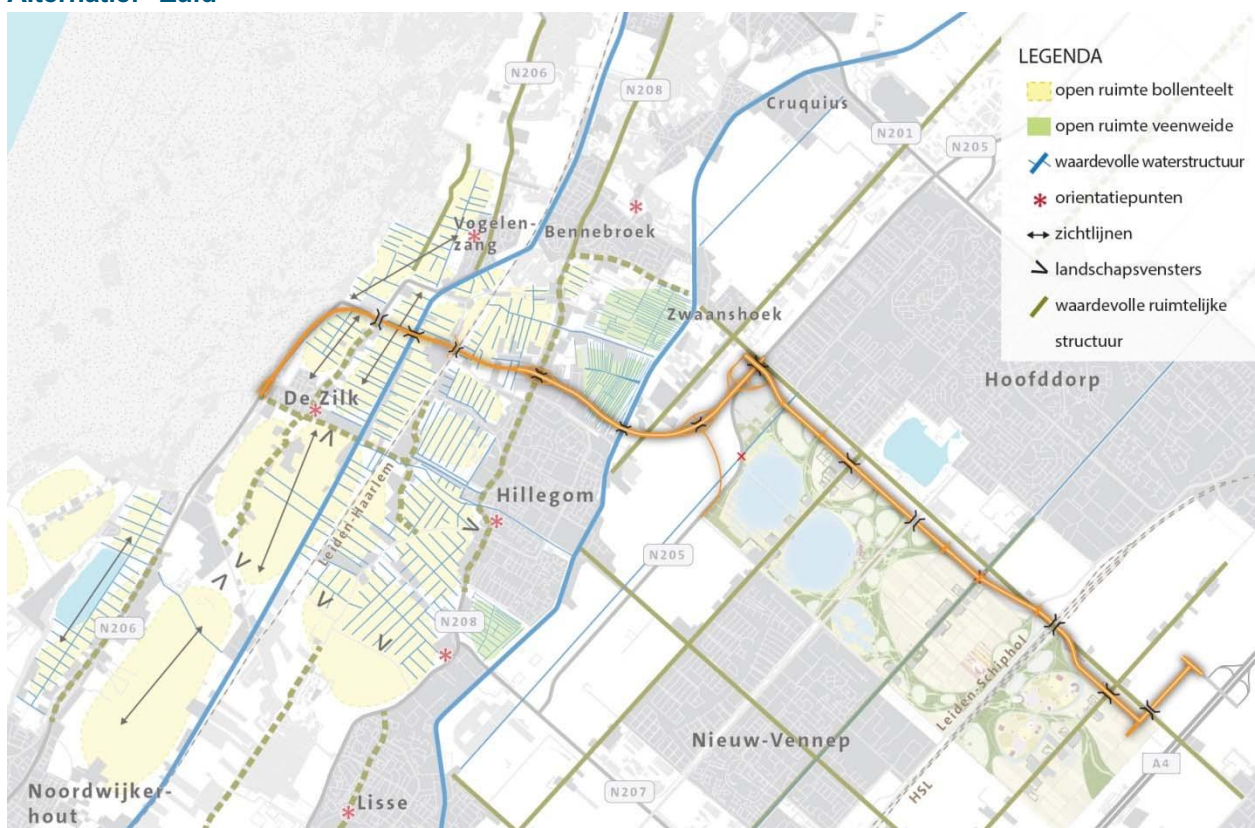 N206
N208
Cruquius
N201
N205
LEGENDA
open ruimte bollenteelt
open ruimte veenweide
waardevolle waterstructuur
orientatiepunten
zichtlijnen
landschapsvensters
waardevolle ruimtelijke
structuur
Vogelen-
zang
Bennebroek
Zwaanshoek
Hoofddorp
De Zilk
Leiden-Haarlem
Hillegom
N205
N206
N208
Leiden-Schiphol
Nieuw-Vennep
A4
HSL
N207
Noordwijker-
hout
Lisse